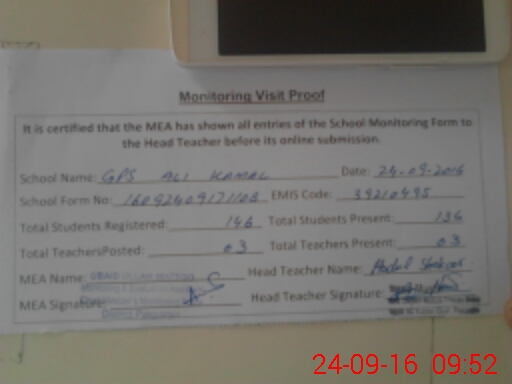 Monitoring Visit Proof
It is certified that the MEA has shown all entries of the School Monitoring Form to
the Head Teacher before its online submission.
School Name: GPS ALI KAMAL Date: 24-09-2016
School Form No: EMIS Code: 39210495
Total Students Registered: 146 Total Students Present: 134
Total TeachersPosted: 03 Total Teachers Present: 03
MEA Name: Head Teacher Name: Abdul
MEA Signature: Head Teacher Signature:
24-09-16 09:52